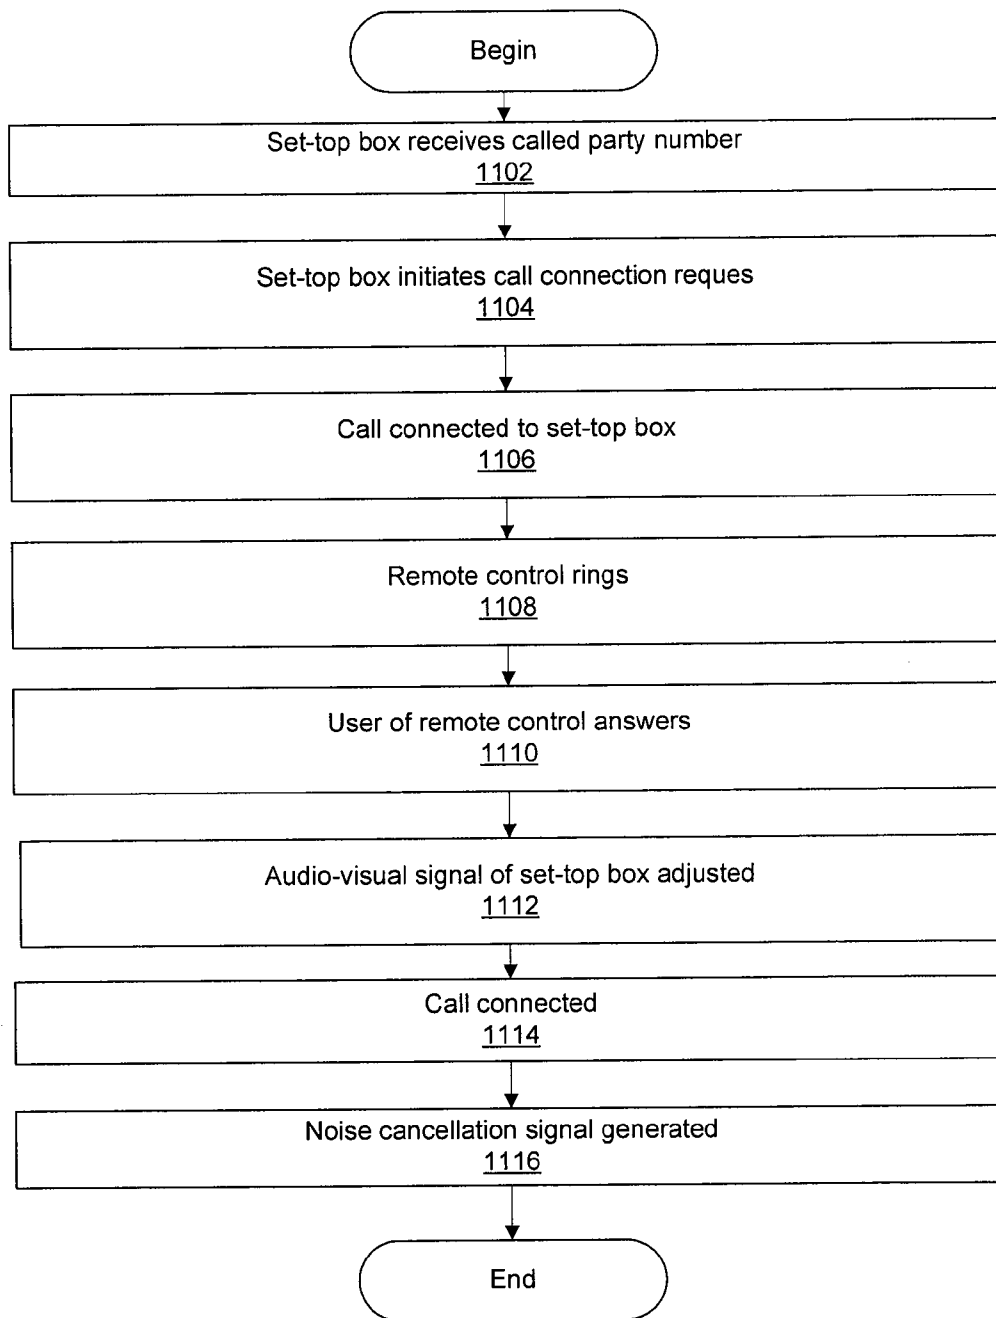 Begin
Set-top box receives called party number
1102
Set-top box initiates call connection reques
1104
Call connected to set-top box
1106
Remote control rings
1108
User of remote control answers
1110
Audio-visual signal of set-top box adjusted
1112
Call connected
1114
Noise cancellation signal generated
1116
End